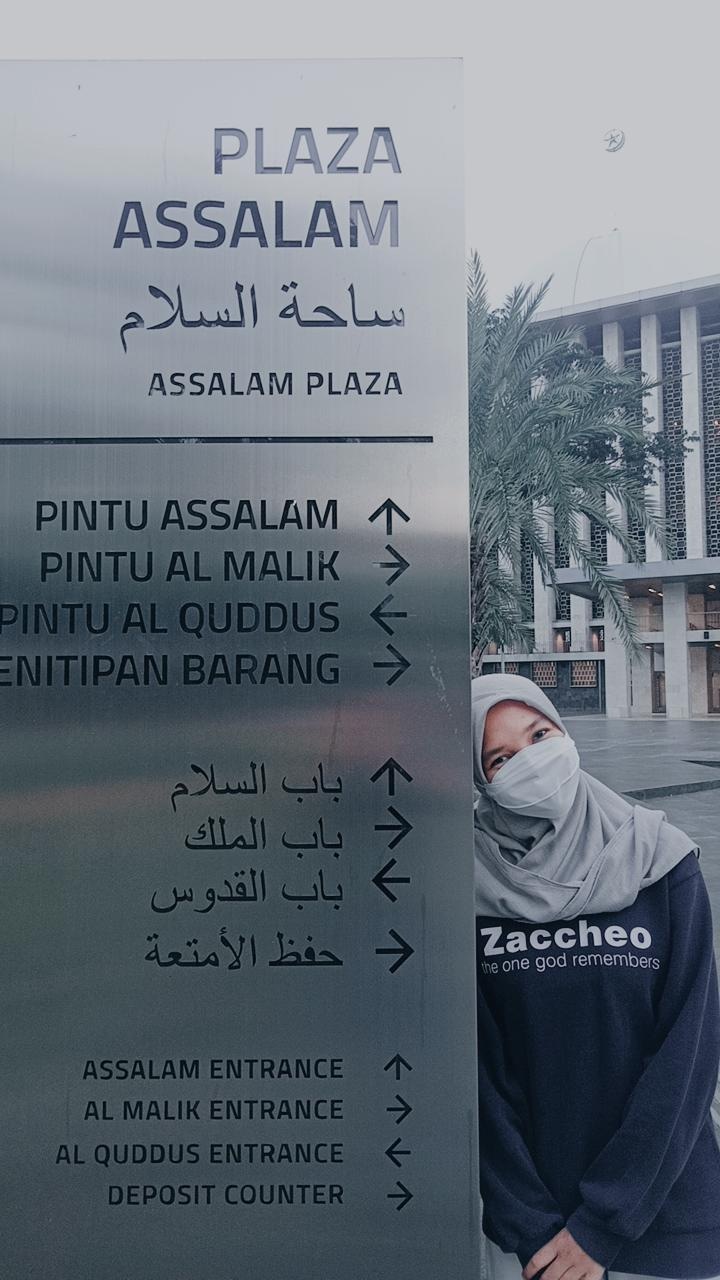 PLAZA
ASSALAM
ساحة السلام
ASSALAM PLAZA
PINTU ASSALAM ↑
PINTU AL MALIK →
PINTU AL QUDDUS ←
ENITIPAN BARANG →
باب السلام ↑
باب الملك →
باب القدوس ←
حفظ الأمتعة →
ASSALAM ENTRANCE ↑
AL MALIK ENTRANCE →
AL QUDDUS ENTRANCE ←
DEPOSIT COUNTER →
Zaccheo
the one god remembers